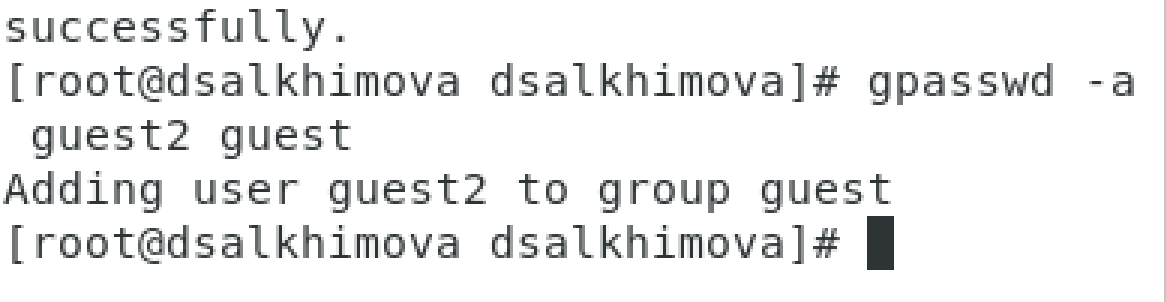 successfully.
[root@dsalkhimova dsalkhimova]# gpasswd -a
 guest2 guest
Adding user guest2 to group guest
[root@dsalkhimova dsalkhimova]#